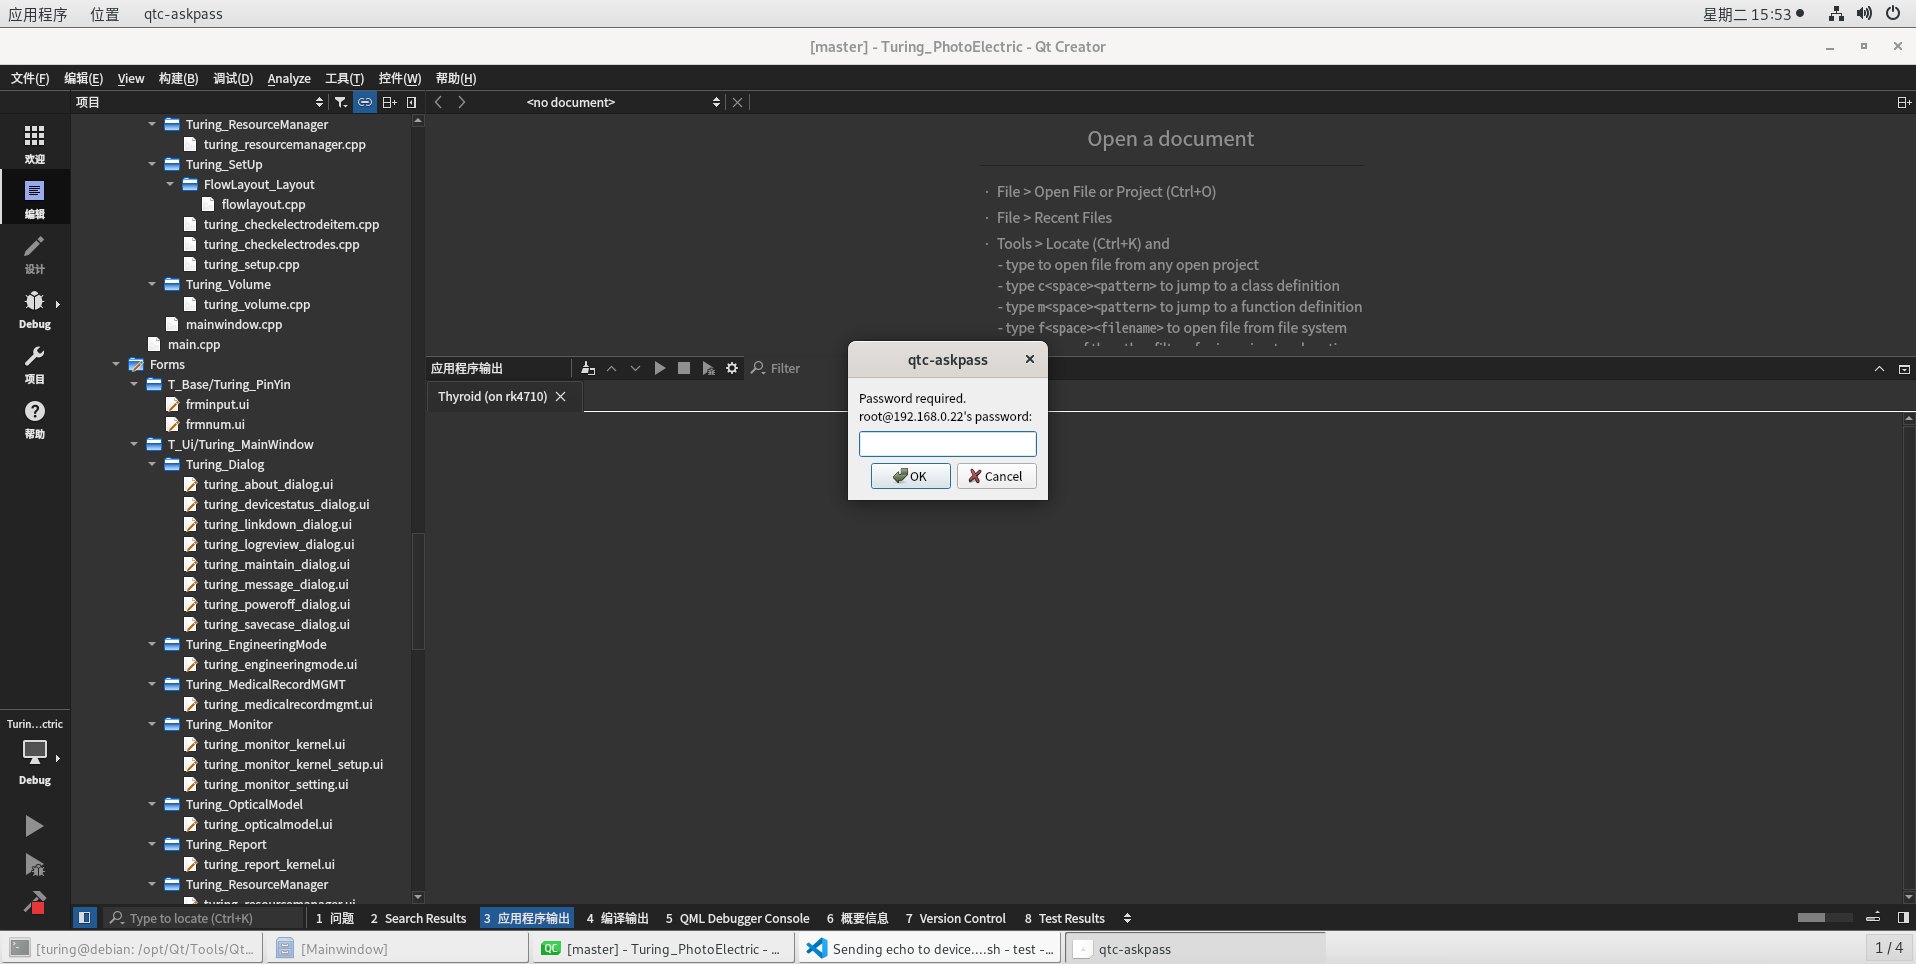 应用程序 位置 qtc-askpass 星期二 15:53
[master] - Turing_PhotoElectric - Qt Creator
文件(F) 编辑(E) View 构建(B) 调试(D) Analyze 工具(T) 控件(W) 帮助(H)
项目 <no document>
欢迎
编辑
设计
Debug
项目
帮助
Turing_ResourceManager
turing_resourcemanager.cpp
Turing_SetUp
FlowLayout_Layout
flowlayout.cpp
turing_checkelectrodeitem.cpp
turing_checkelectrodes.cpp
turing_setup.cpp
Turing_Volume
turing_volume.cpp
mainwindow.cpp
main.cpp
Forms
T_Base/Turing_PinYin
frminput.ui
frmnum.ui
T_Ui/Turing_MainWindow
Turing_Dialog
turing_about_dialog.ui
turing_devicestatus_dialog.ui
turing_linkdown_dialog.ui
turing_logreview_dialog.ui
turing_maintain_dialog.ui
turing_message_dialog.ui
turing_poweroff_dialog.ui
turing_savecase_dialog.ui
Turing_EngineeringMode
turing_engineeringmode.ui
Turing_MedicalRecordMGMT
turing_medicalrecordmgmt.ui
Turing_Monitor
turing_monitor_kernel.ui
turing_monitor_kernel_setup.ui
turing_monitor_setting.ui
Turing_OpticalModel
turing_opticalmodel.ui
Turing_Report
turing_report_kernel.ui
Turing_ResourceManager
Open a document
· File > Open File or Project (Ctrl+O)
· File > Recent Files
· Tools > Locate (Ctrl+K) and
- type to open file from any open project
- type c<space><pattern> to jump to a class definition
- type m<space><pattern> to jump to a function definition
- type f<space><filename> to open file from file system
应用程序输出 Filter
Thyroid (on rk4710)
qtc-askpass
Password required.
root@192.168.0.22's password:
OK Cancel
Turin...ctric
Debug
Type to locate (Ctrl+K) 1 问题 2 Search Results 3 应用程序输出 4 编译输出 5 QML Debugger Console 6 概要信息 7 Version Control 8 Test Results
[turing@debian: /opt/Qt/Tools/Qt... [Mainwindow] QC [master] - Turing_PhotoElectric - ... Sending echo to device....sh - test -... qtc-askpass 1 / 4